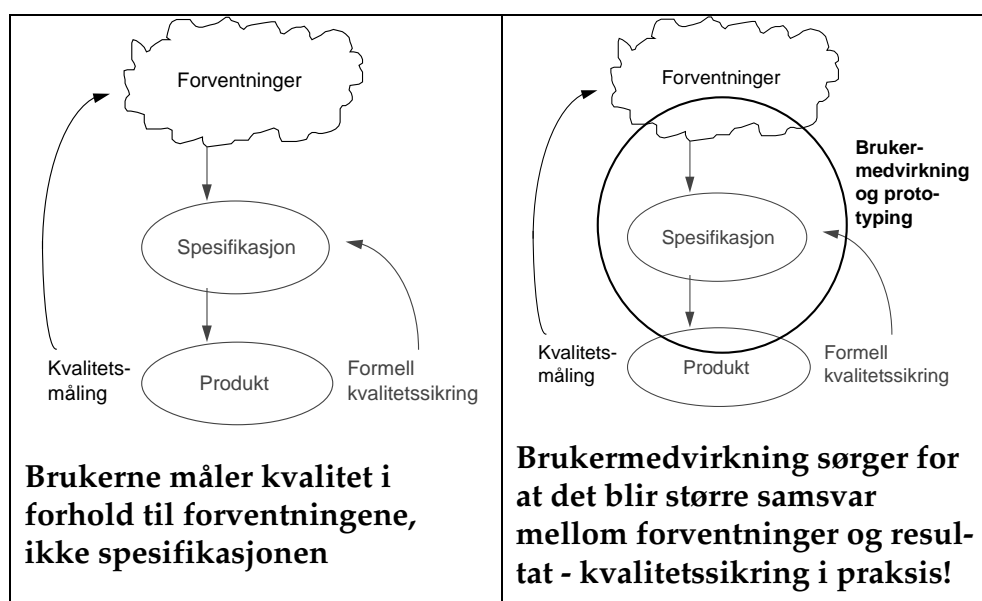 Forventninger
Spesifikasjon
Kvalitets-
måling
Produkt
Formell
kvalitetssikring
Brukerne måler kvalitet i
forhold til forventningene,
ikke spesifikasjonen
Forventninger
Bruker-
medvirkning
og proto-
typing
Spesifikasjon
Kvalitets-
måling
Produkt
Formell
kvalitetssikring
Brukermedvirkning sørger for
at det blir større samsvar
mellom forventninger og resul-
tat - kvalitetssikring i praksis!